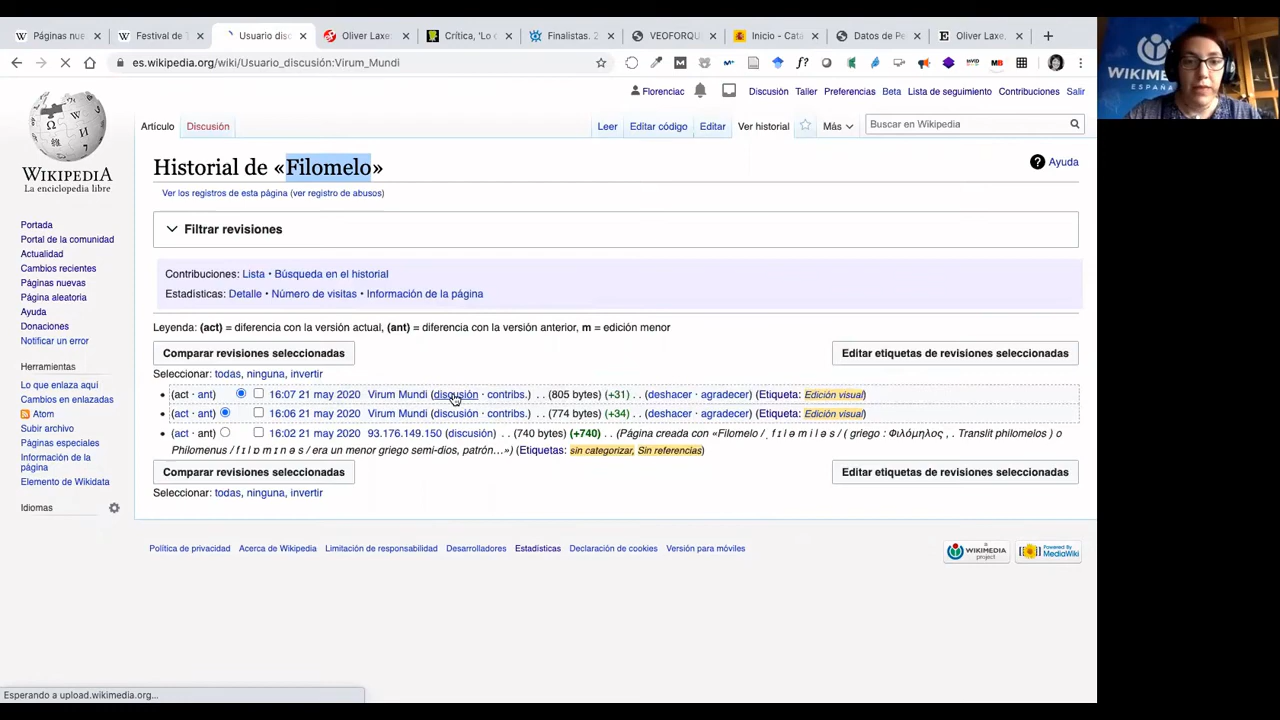 Páginas nue
Festival de
Usuario disc
Oliver Laxe:
Crítica, 'Lo
Finalistas. 2
VEOFORQU
Inicio - Catá
Datos de Pe
Oliver Laxe.
es.wikipedia.org/wiki/Usuario_discusión:Virum_Mundi
WIKIMEDIA
ESPAÑA
WIKIPEDIA
La enciclopedia libre
Florenciac Discusión Taller Preferencias Beta Lista de seguimiento Contribuciones Salir
Artículo Discusión Leer Editar código Editar Ver historial Más Buscar en Wikipedia
Historial de «Filomelo»
Ayuda
Ver los registros de esta página (ver registro de abusos)
Filtrar revisiones
Contribuciones: Lista • Búsqueda en el historial
Estadísticas: Detalle • Número de visitas • Información de la página
Leyenda: (act) = diferencia con la versión actual, (ant) = diferencia con la versión anterior, m = edición menor
Comparar revisiones seleccionadas Editar etiquetas de revisiones seleccionadas
Seleccionar: todas, ninguna, invertir
(act · ant) 16:07 21 may 2020 Virum Mundi (discusión · contribs.) . . (805 bytes) (+31) . . (deshacer · agradecer) (Etiqueta: Edición visual)
(act · ant) 16:06 21 may 2020 Virum Mundi (discusión · contribs.) . . (774 bytes) (+34) . . (deshacer · agradecer) (Etiqueta: Edición visual)
(act · ant) 16:02 21 may 2020 93.176.149.150 (discusión) . . (740 bytes) (+740) . . (Página creada con «Filomelo / ˌ f ɪ l ə m i l ə s / ( griego : Φιλόμηλος , . Translit philomelos ) o
Philomenus / f ɪ l ɒ m ɪ n ə s / era un menor griego semi-dios, patrón...») (Etiquetas: sin categorizar, Sin referencias)
Comparar revisiones seleccionadas Editar etiquetas de revisiones seleccionadas
Seleccionar: todas, ninguna, invertir
Portada
Portal de la comunidad
Actualidad
Cambios recientes
Páginas nuevas
Página aleatoria
Ayuda
Donaciones
Notificar un error
Herramientas
Lo que enlaza aquí
Cambios en enlazadas
Atom
Subir archivo
Páginas especiales
Información de la
página
Elemento de Wikidata
Idiomas
Política de privacidad Acerca de Wikipedia Limitación de responsabilidad Desarrolladores Estadísticas Declaración de cookies Versión para móviles
a
WIKIMEDIA
project
Powered By
MediaWiki
Esperando a upload.wikimedia.org...